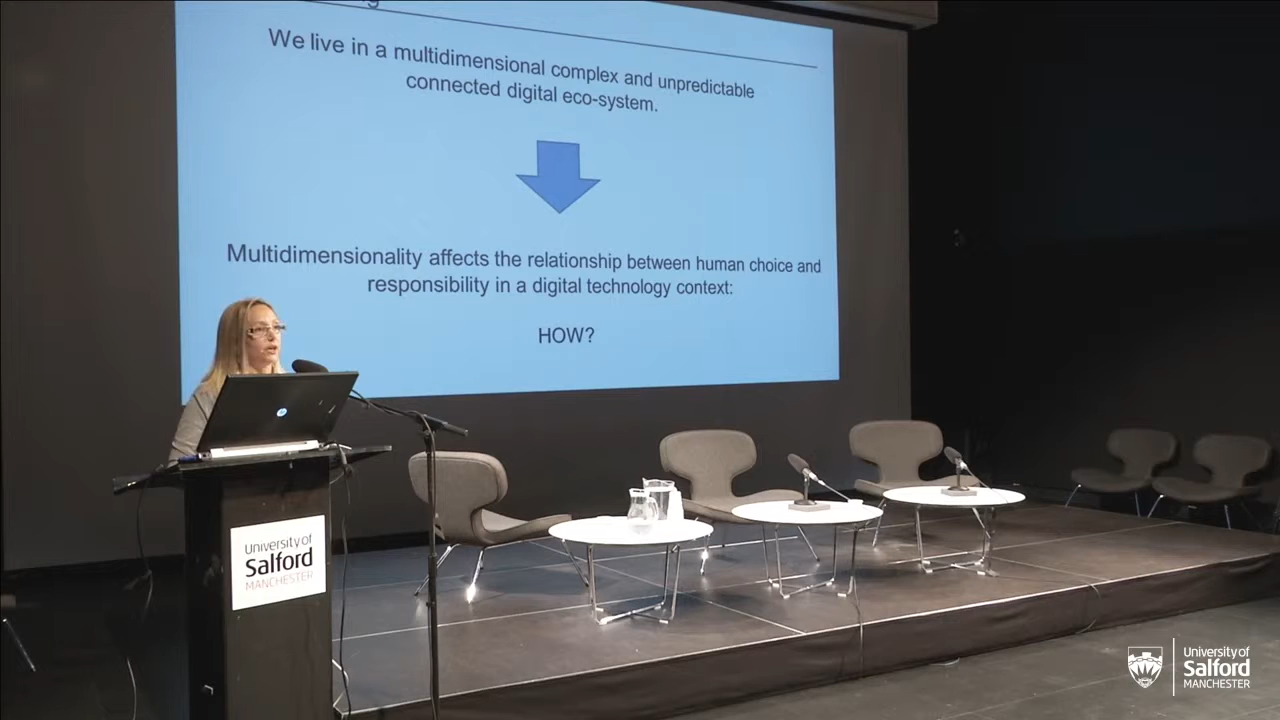 We live in a multidimensional complex and unpredictable
connected digital eco-system.
Multidimensionality affects the relationship between human choice and
responsibility in a digital technology context:
HOW?
hp
University of
Salford
MANCHESTER
University of
Salford
MANCHESTER